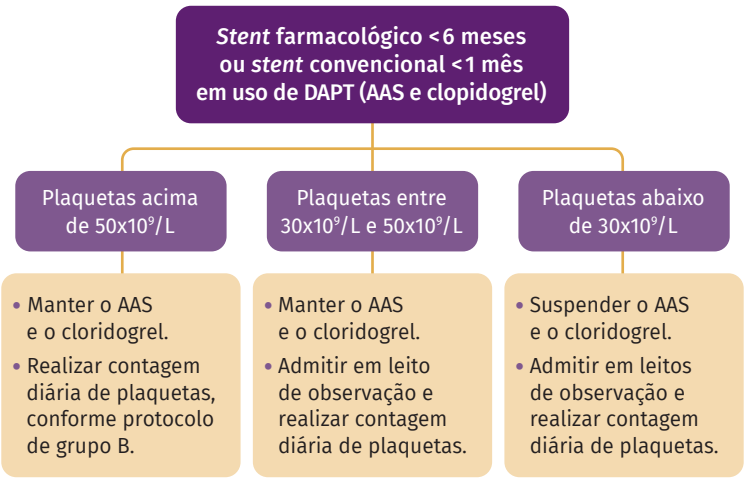 Stent farmacológico <6 meses
ou stent convencional <1 mês
em uso de DAPT (AAS e clopidogrel)
Plaquetas acima
de 50x10⁹/L
Plaquetas entre
30x10⁹/L e 50x10⁹/L
Plaquetas abaixo
de 30x10⁹/L
• Manter o AAS
e o cloridogrel.
• Realizar contagem
diária de plaquetas,
conforme protocolo
de grupo B.
• Manter o AAS
e o cloridogrel.
• Admitir em leito
de observação e
realizar contagem
diária de plaquetas.
• Suspender o AAS
e o cloridogrel.
• Admitir em leitos
de observação e
realizar contagem
diária de plaquetas.